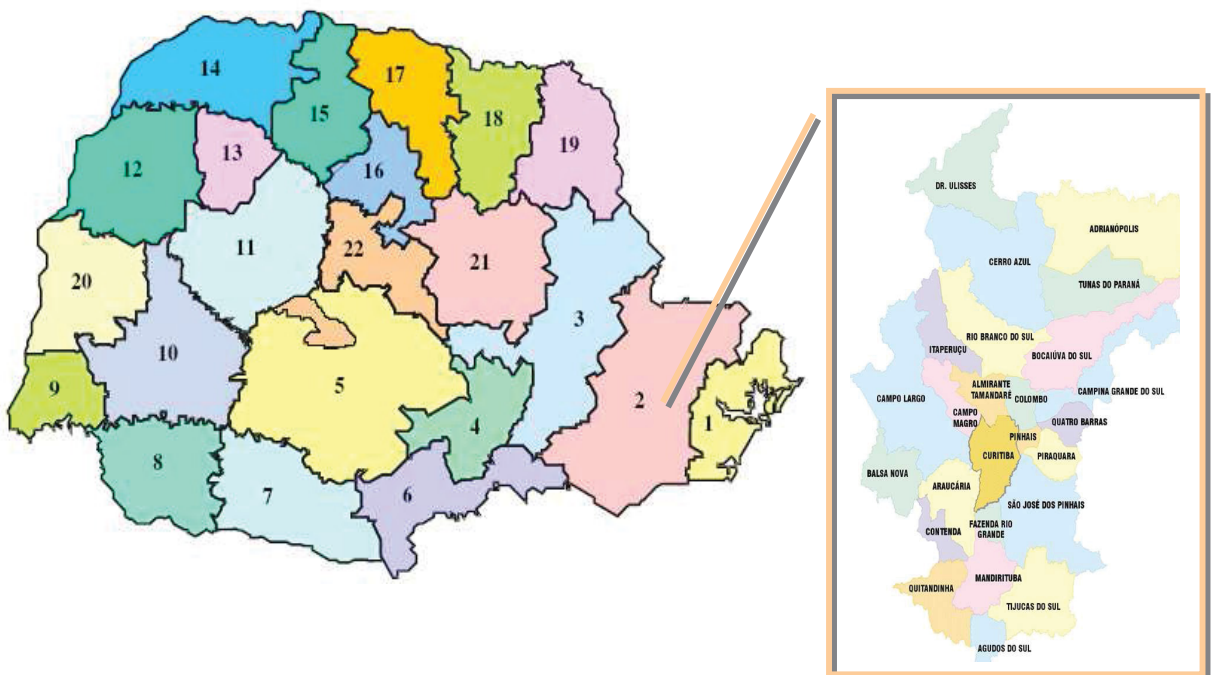 14
17
15
18
19
12
13
16
11
22
21
20
3
10
5
9
2
1
4
8
7
6
DR. ULISSES
ADRIANÓPOLIS
CERRO AZUL
TUNAS DO PARANÁ
RIO BRANCO DO SUL
ITAPERUÇU
BOCAIÚVA DO SUL
ALMIRANTE
TAMANDARÉ
CAMPINA GRANDE DO SUL
CAMPO LARGO
COLOMBO
CAMPO
MAGRO
QUATRO BARRAS
PINHAIS
CURITIBA
PIRAQUARA
BALSA NOVA
ARAUCÁRIA
SÃO JOSÉ DOS PINHAIS
FAZENDA RIO
GRANDE
CONTENDA
MANDIRITUBA
QUITANDINHA
TIJUCAS DO SUL
AGUDOS DO SUL